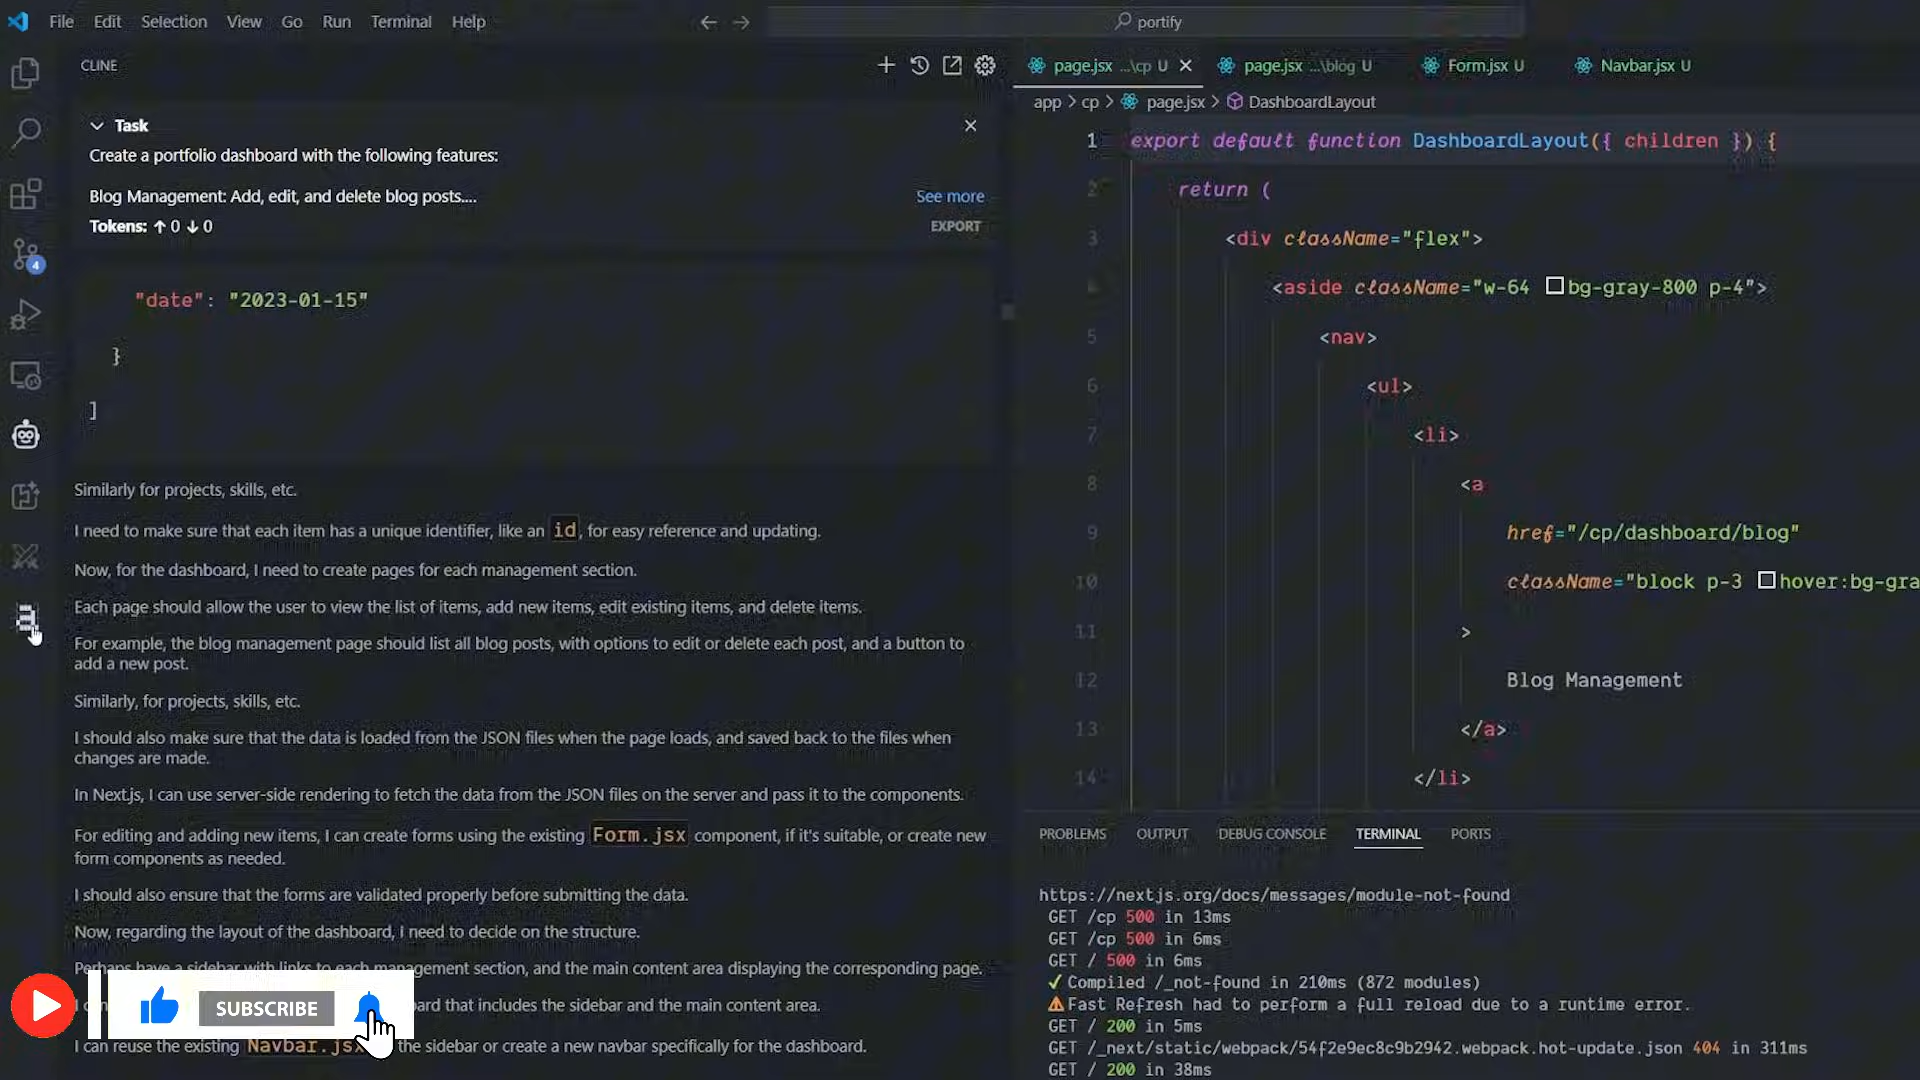 File Edit Selection View Go Run Terminal Help
portify
CLINE
page.jsx ...\cp U
page.jsx ...\blog U
Form.jsx U
Navbar.jsx U
Task
Create a portfolio dashboard with the following features:
Blog Management: Add, edit, and delete blog posts....
See more
Tokens: ↑ 0 ↓ 0
EXPORT
4
"date": "2023-01-15"
}
]
Similarly for projects, skills, etc.
I need to make sure that each item has a unique identifier, like an id, for easy reference and updating.
Now, for the dashboard, I need to create pages for each management section.
Each page should allow the user to view the list of items, add new items, edit existing items, and delete items.
For example, the blog management page should list all blog posts, with options to edit or delete each post, and a button to
add a new post.
Similarly, for projects, skills, etc.
I should also make sure that the data is loaded from the JSON files when the page loads, and saved back to the files when
changes are made.
In Next.js, I can use server-side rendering to fetch the data from the JSON files on the server and pass it to the components.
For editing and adding new items, I can create forms using the existing Form.jsx component, if it's suitable, or create new
form components as needed.
I should also ensure that the forms are validated properly before submitting the data.
Now, regarding the layout of the dashboard, I need to decide on the structure.
Perhaps have a sidebar with links to each management section, and the main content area displaying the corresponding page.
that includes the sidebar and the main content area.
I can reuse the existing Navbar.jsx the sidebar or create a new navbar specifically for the dashboard.
SUBSCRIBE
app > cp > page.jsx > DashboardLayout
1 export default function DashboardLayout({ children }) {
2 return (
3 <div className="flex">
4 <aside className="w-64 bg-gray-800 p-4">
5 <nav>
6 <ul>
7 <li>
8 <a
9 href="/cp/dashboard/blog"
10 className="block p-3 hover:bg-gra
11 >
12 Blog Management
13 </a>
14 </li>
PROBLEMS OUTPUT DEBUG CONSOLE TERMINAL PORTS
https://nextjs.org/docs/messages/module-not-found
GET /cp 500 in 13ms
GET /cp 500 in 6ms
GET / 500 in 6ms
✓ Compiled /_not-found in 210ms (872 modules)
⚠ Fast Refresh had to perform a full reload due to a runtime error.
GET / 200 in 5ms
GET /_next/static/webpack/54f2e9ec8c9b2942.webpack.hot-update.json 404 in 311ms
GET / 200 in 38ms